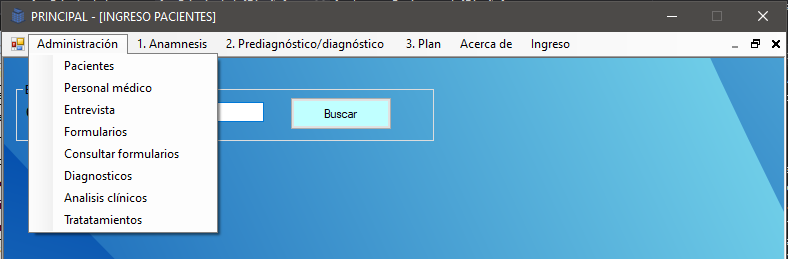 PRINCIPAL - [INGRESO PACIENTES]
Administración 1. Anamnesis 2. Prediagnóstico/diagnóstico 3. Plan Acerca de Ingreso
Pacientes
Personal médico
Entrevista
Formularios
Consultar formularios
Diagnosticos
Analisis clínicos
Tratatamientos
Buscar